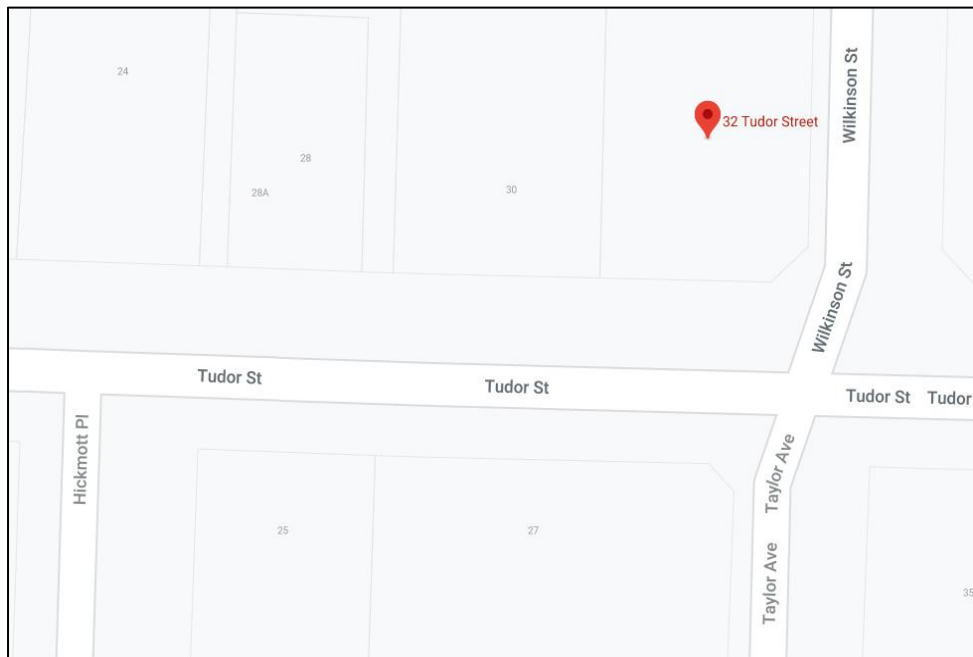 24
28
28A
30
32 Tudor Street
Wilkinson St
Wilkinson St
Tudor St
Tudor St
Tudor St
Tudor
Hickmott Pl
Taylor Ave
Taylor Ave
25
27
35